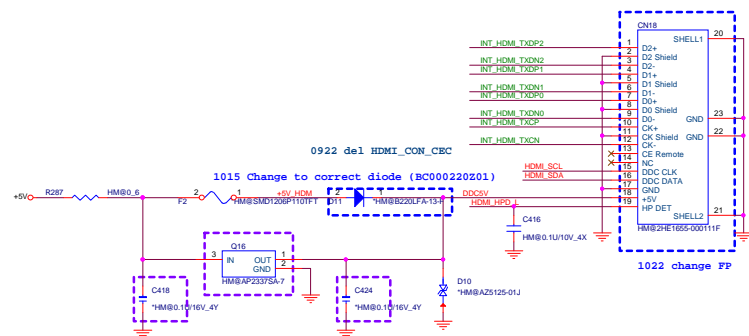 CN18
SHELL1 20
INT_HDMI_TXDP2 1 D2+
2 D2 Shield
INT_HDMI_TXDN2 3 D2-
INT_HDMI_TXDP1 4 D1+
5 D1 Shield
INT_HDMI_TXDN1 6 D1-
INT_HDMI_TXDP0 7 D0+
8 D0 Shield
INT_HDMI_TXDN0 9 D0- GND 23
INT_HDMI_TXCP 10 CK+
11 CK Shield GND 22
INT_HDMI_TXCN 12 CK-
13 CE Remote
14 NC
HDMI_SCL 15 DDC CLK
HDMI_SDA 16 DDC DATA
17 GND
DDC5V 18 +5V
HDMI_HPD_L 19 HP DET
SHELL2 21
HM@2HE1655-000111F
1022 change FP
0922 del HDMI_CON_CEC
1015 Change to correct diode (BC000220Z01)
+5V R287 HM@0_6
2 1 +5V_HDM
F2 HM@SMD1206P110TFT
2 1
D11 *HM@B220LFA-13-F
C416
HM@0.1U/10V_4X
Q16
3 IN OUT 1
GND 2
*HM@AP2337SA-7
C418
*HM@0.1U/16V_4Y
C424
*HM@0.1U/16V_4Y
D10
*HM@AZ5125-01J